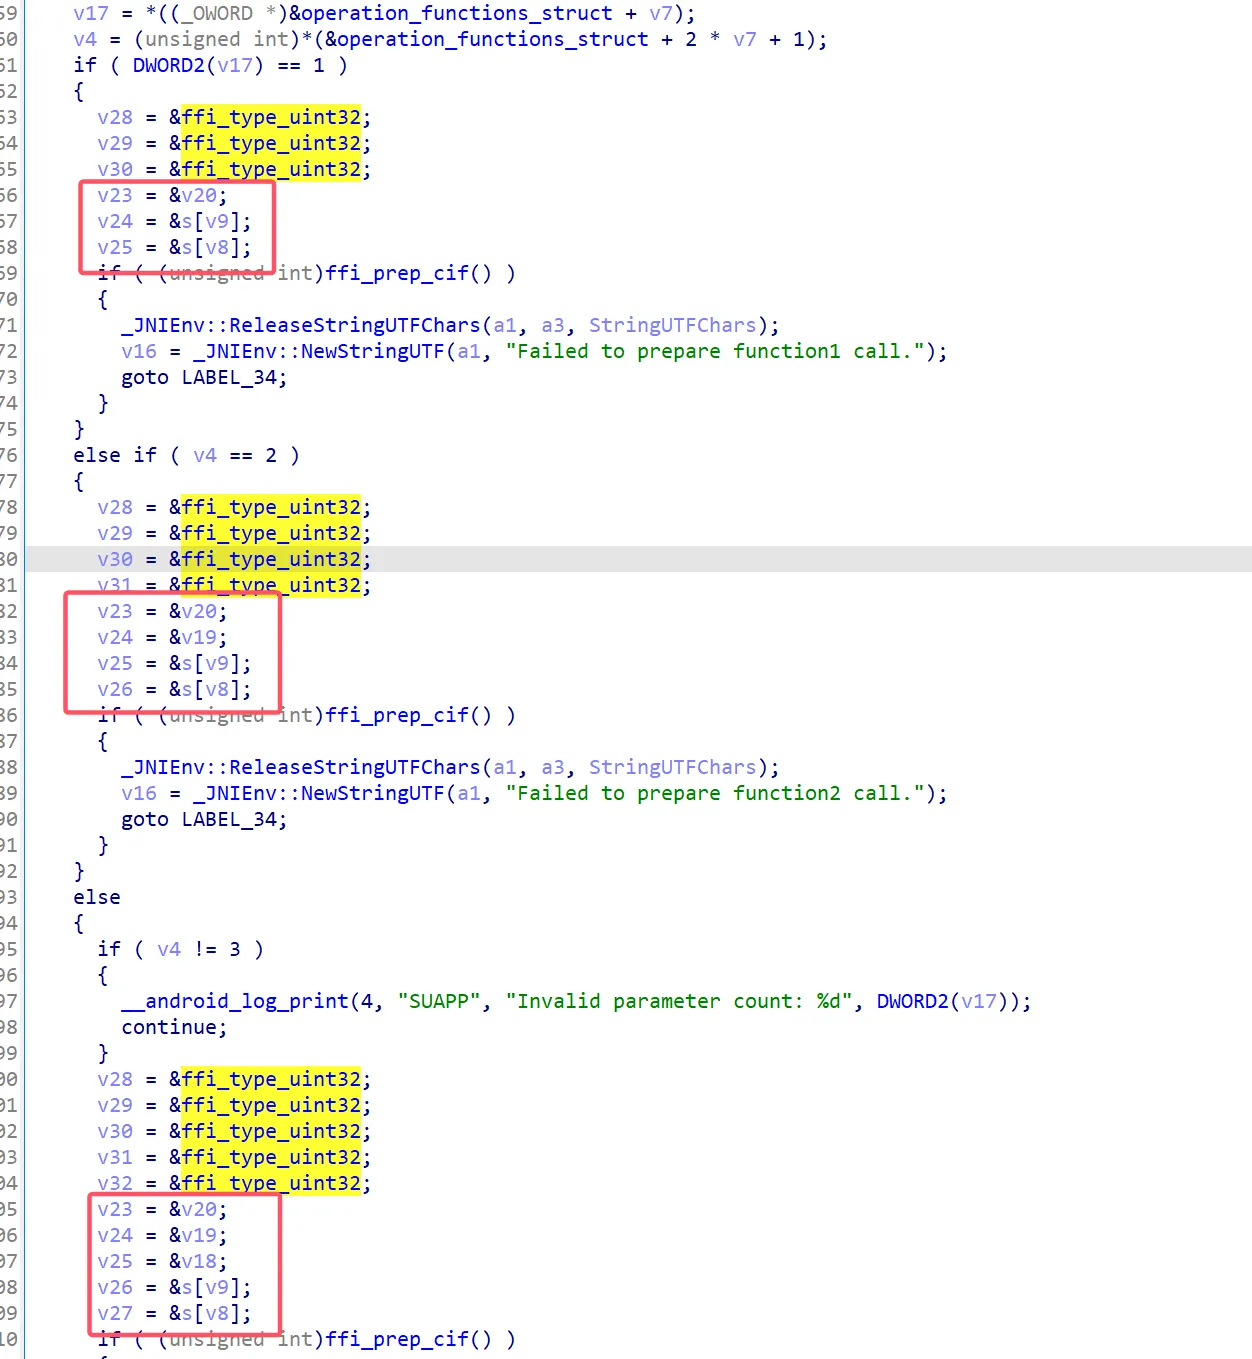 59 v17 = *((_OWORD *)&operation_functions_struct + v7);
60 v4 = (unsigned int)*(&operation_functions_struct + 2 * v7 + 1);
61 if ( DWORD2(v17) == 1 )
62 {
63 v28 = &ffi_type_uint32;
64 v29 = &ffi_type_uint32;
65 v30 = &ffi_type_uint32;
66 v23 = &v20;
67 v24 = &s[v9];
68 v25 = &s[v8];
69 if ( (unsigned int)ffi_prep_cif() )
70 {
71 _JNIEnv::ReleaseStringUTFChars(a1, a3, StringUTFChars);
72 v16 = _JNIEnv::NewStringUTF(a1, "Failed to prepare function1 call.");
73 goto LABEL_34;
74 }
75 }
76 else if ( v4 == 2 )
77 {
78 v28 = &ffi_type_uint32;
79 v29 = &ffi_type_uint32;
80 v30 = &ffi_type_uint32;
81 v31 = &ffi_type_uint32;
82 v23 = &v20;
83 v24 = &v19;
84 v25 = &s[v9];
85 v26 = &s[v8];
86 if ( (unsigned int)ffi_prep_cif() )
87 {
88 _JNIEnv::ReleaseStringUTFChars(a1, a3, StringUTFChars);
89 v16 = _JNIEnv::NewStringUTF(a1, "Failed to prepare function2 call.");
90 goto LABEL_34;
91 }
92 }
93 else
94 {
95 if ( v4 != 3 )
96 {
97 __android_log_print(4, "SUAPP", "Invalid parameter count: %d", DWORD2(v17));
98 continue;
99 }
00 v28 = &ffi_type_uint32;
01 v29 = &ffi_type_uint32;
02 v30 = &ffi_type_uint32;
03 v31 = &ffi_type_uint32;
04 v32 = &ffi_type_uint32;
05 v23 = &v20;
06 v24 = &v19;
07 v25 = &v18;
08 v26 = &s[v9];
09 v27 = &s[v8];
10 if ( (unsigned int)ffi_prep_cif() )